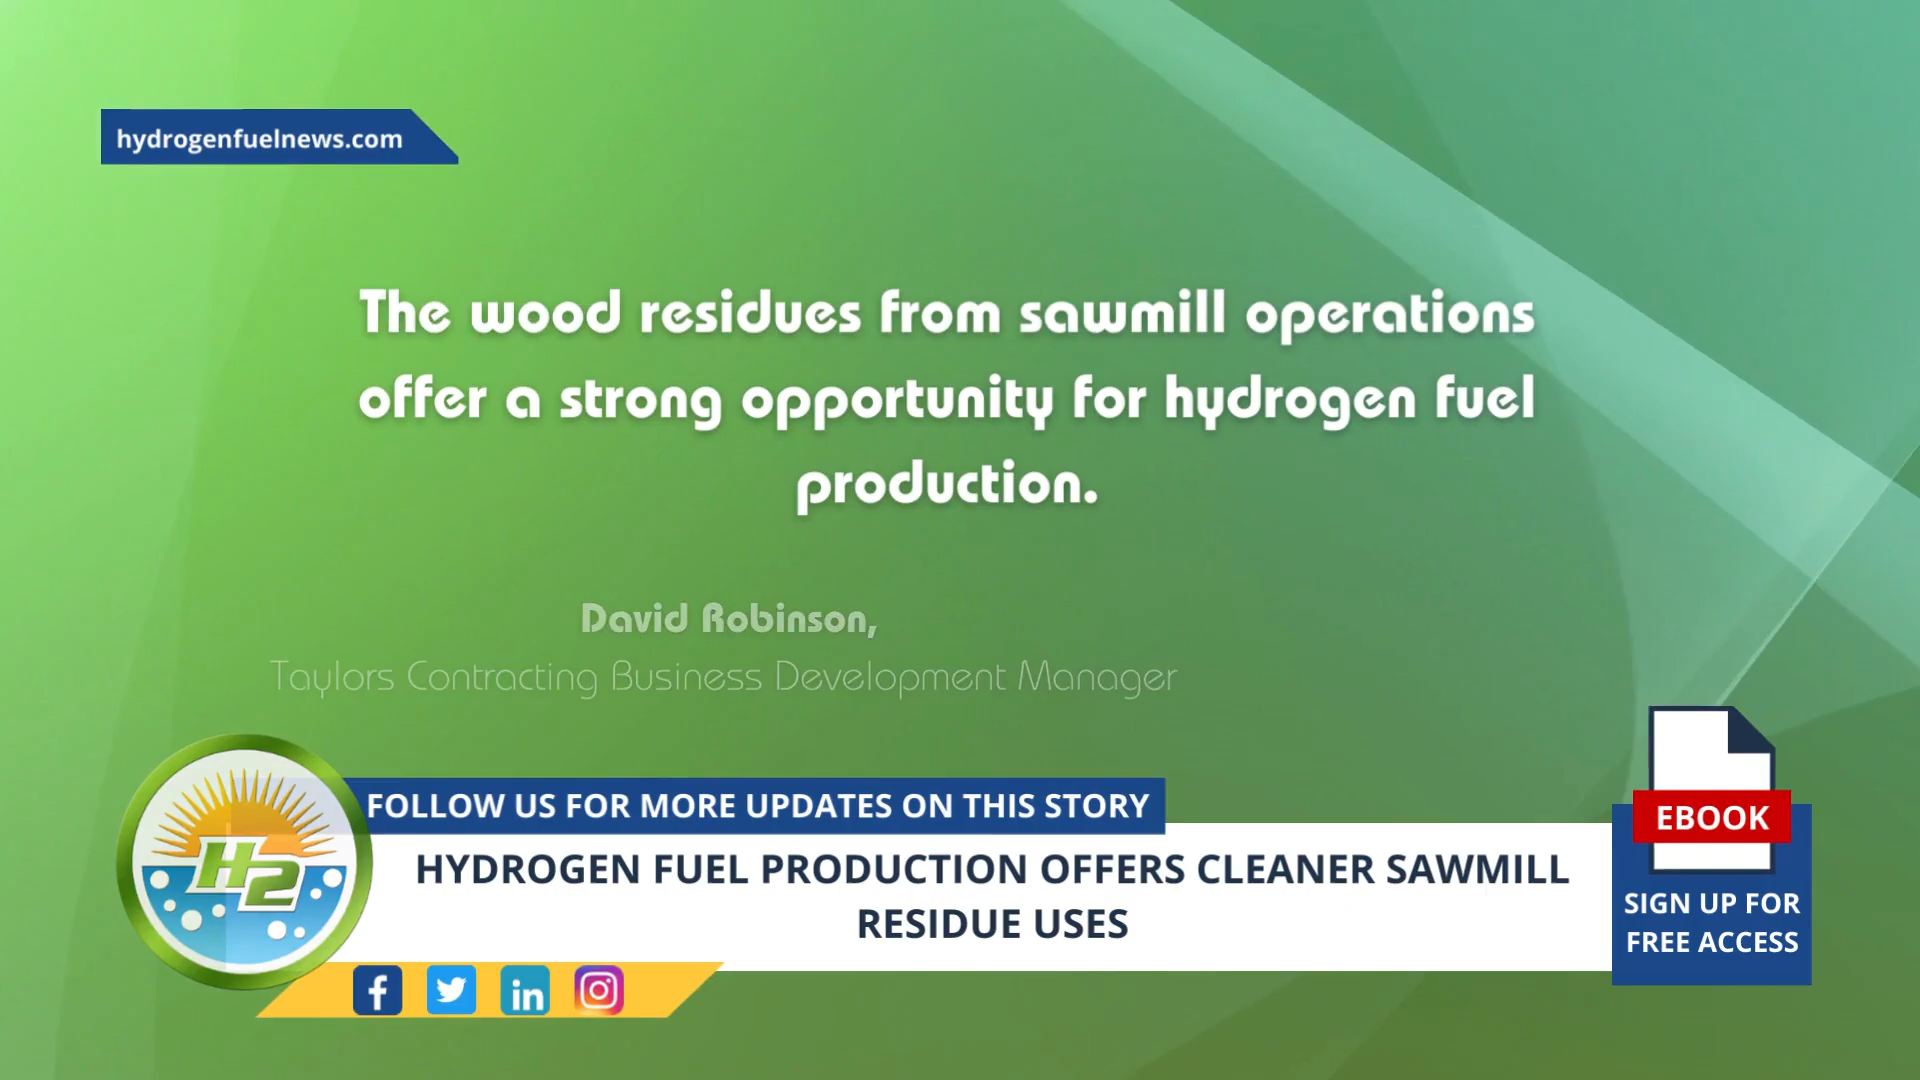 hydrogenfuelnews.com
The wood residues from sawmill operations
offer a strong opportunity for hydrogen fuel
production.
David Robinson,
Taylors Contracting Business Development Manager
FOLLOW US FOR MORE UPDATES ON THIS STORY
HYDROGEN FUEL PRODUCTION OFFERS CLEANER SAWMILL
RESIDUE USES
H2
EBOOK
SIGN UP FOR
FREE ACCESS